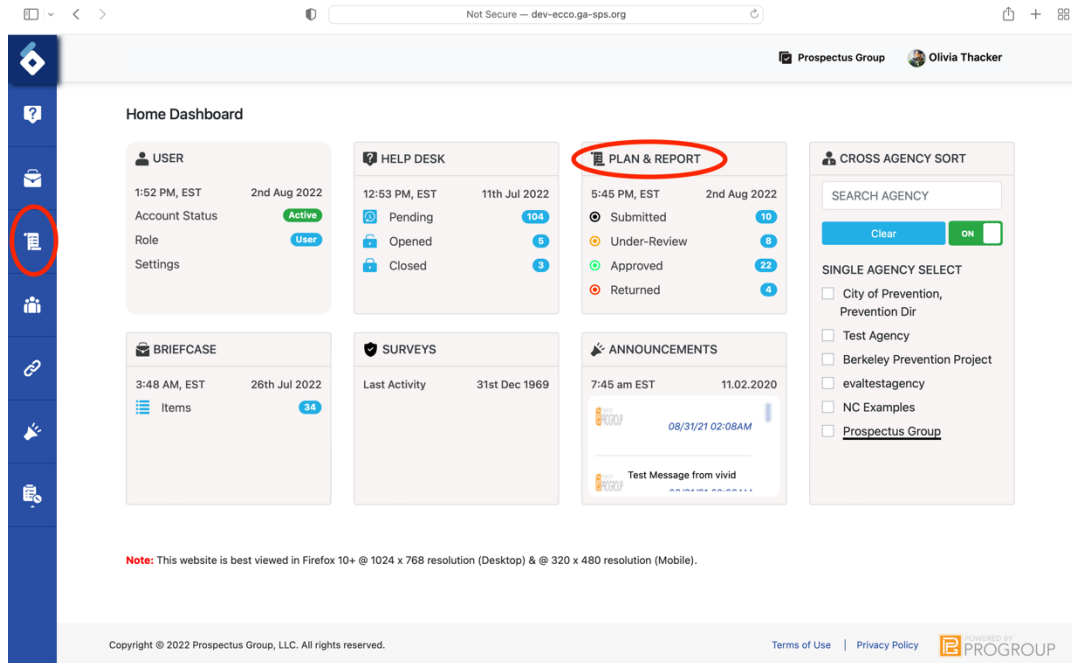 Not Secure — dev-ecco.ga-sps.org
Prospectus Group
Olivia Thacker
Home Dashboard
USER
1:52 PM, EST 2nd Aug 2022
Account Status Active
Role User
Settings
HELP DESK
12:53 PM, EST 11th Jul 2022
Pending 104
Opened 5
Closed 3
PLAN & REPORT
5:45 PM, EST 2nd Aug 2022
Submitted 10
Under-Review 8
Approved 22
Returned 4
CROSS AGENCY SORT
SEARCH AGENCY
Clear ON
SINGLE AGENCY SELECT
City of Prevention,
Prevention Dir
Test Agency
Berkeley Prevention Project
evaltestagency
NC Examples
Prospectus Group
BRIEFCASE
3:48 AM, EST 26th Jul 2022
Items 34
SURVEYS
Last Activity 31st Dec 1969
ANNOUNCEMENTS
7:45 am EST 11.02.2020
PROGROUP
08/31/21 02:08AM
Test Message from vivid
PROGROUP
Note: This website is best viewed in Firefox 10+ @ 1024 x 768 resolution (Desktop) & @ 320 x 480 resolution (Mobile).
Copyright © 2022 Prospectus Group, LLC. All rights reserved.
Terms of Use | Privacy Policy
POWERED BY
PROGROUP